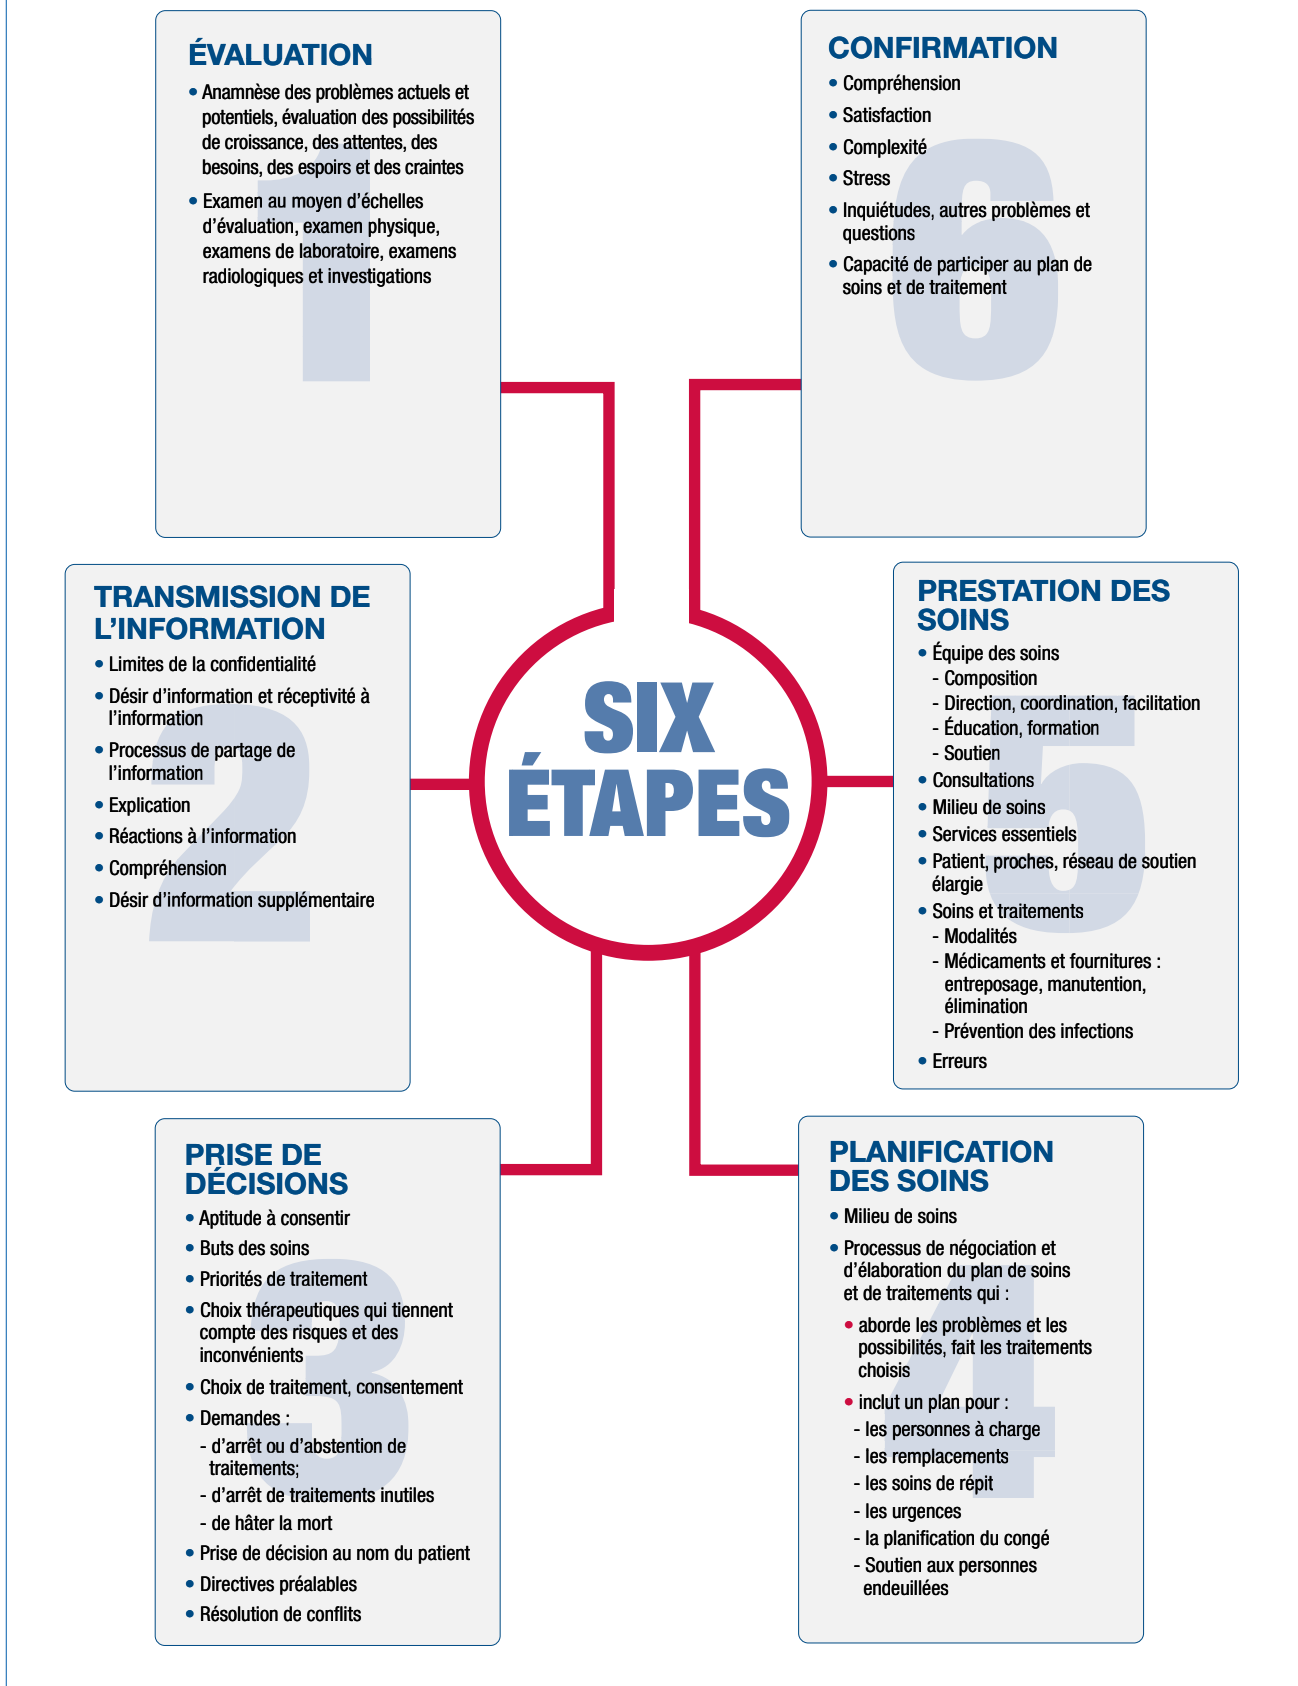 ÉVALUATION
• Anamnèse des problèmes actuels et
potentiels, évaluation des possibilités
de croissance, des attentes, des
besoins, des espoirs et des craintes
• Examen au moyen d’échelles
d’évaluation, examen physique,
examens de laboratoire, examens
radiologiques et investigations
1
TRANSMISSION DE
L’INFORMATION
• Limites de la confidentialité
• Désir d’information et réceptivité à
l’information
• Processus de partage de
l’information
• Explication
• Réactions à l’information
• Compréhension
• Désir d’information supplémentaire
2
PRISE DE
DÉCISIONS
• Aptitude à consentir
• Buts des soins
• Priorités de traitement
• Choix thérapeutiques qui tiennent
compte des risques et des
inconvénients
• Choix de traitement, consentement
• Demandes :
- d’arrêt ou d’abstention de
traitements;
- d’arrêt de traitements inutiles
- de hâter la mort
• Prise de décision au nom du patient
• Directives préalables
• Résolution de conflits
3
SIX
ÉTAPES
PLANIFICATION
DES SOINS
• Milieu de soins
• Processus de négociation et
d’élaboration du plan de soins
et de traitements qui :
• aborde les problèmes et les
possibilités, fait les traitements
choisis
• inclut un plan pour :
- les personnes à charge
- les remplacements
- les soins de répit
- les urgences
- la planification du congé
- Soutien aux personnes
endeuillées
4
PRESTATION DES
SOINS
• Équipe des soins
- Composition
- Direction, coordination, facilitation
- Éducation, formation
- Soutien
• Consultations
• Milieu de soins
• Services essentiels
• Patient, proches, réseau de soutien
élargie
• Soins et traitements
- Modalités
- Médicaments et fournitures :
entreposage, manutention,
élimination
- Prévention des infections
• Erreurs
5
CONFIRMATION
• Compréhension
• Satisfaction
• Complexité
• Stress
• Inquiétudes, autres problèmes et
questions
• Capacité de participer au plan de
soins et de traitement
6